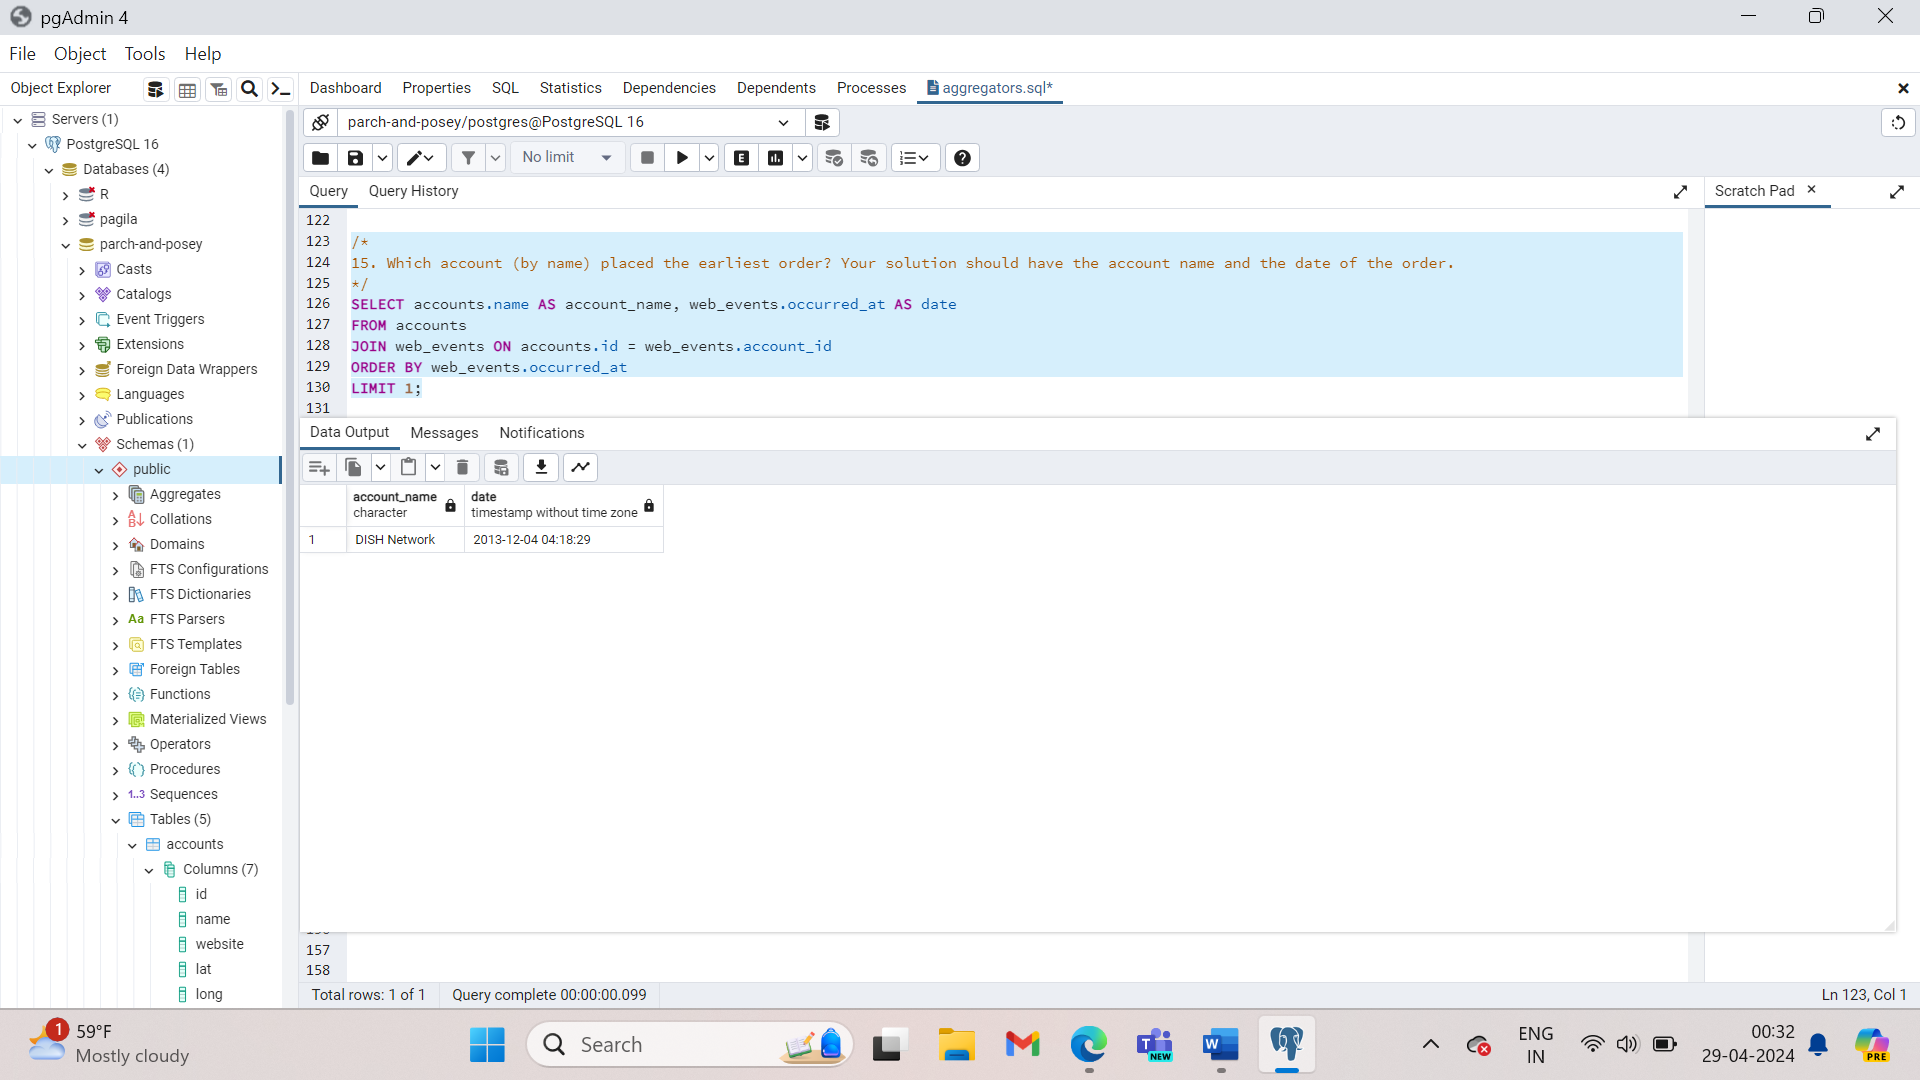 pgAdmin 4
File Object Tools Help
Object Explorer
Dashboard Properties SQL Statistics Dependencies Dependents Processes aggregators.sql*
Servers (1)
PostgreSQL 16
Databases (4)
R
pagila
parch-and-posey
Casts
Catalogs
Event Triggers
Extensions
Foreign Data Wrappers
Languages
Publications
Schemas (1)
public
Aggregates
Collations
Domains
FTS Configurations
FTS Dictionaries
Aa FTS Parsers
FTS Templates
Foreign Tables
Functions
Materialized Views
Operators
Procedures
1..3 Sequences
Tables (5)
accounts
Columns (7)
id
name
website
lat
long
parch-and-posey/postgres@PostgreSQL 16
No limit
E
Query Query History
Scratch Pad
122
123 /*
124 15. Which account (by name) placed the earliest order? Your solution should have the account name and the date of the order.
125 */
126 SELECT accounts.name AS account_name, web_events.occurred_at AS date
127 FROM accounts
128 JOIN web_events ON accounts.id = web_events.account_id
129 ORDER BY web_events.occurred_at
130 LIMIT 1;
131
Data Output Messages Notifications
account_name date
character timestamp without time zone
1 DISH Network 2013-12-04 04:18:29
157
158
Total rows: 1 of 1 Query complete 00:00:00.099 Ln 123, Col 1
1
59°F
Mostly cloudy
Search
NEW
ENG
IN
00:32
29-04-2024
PRE